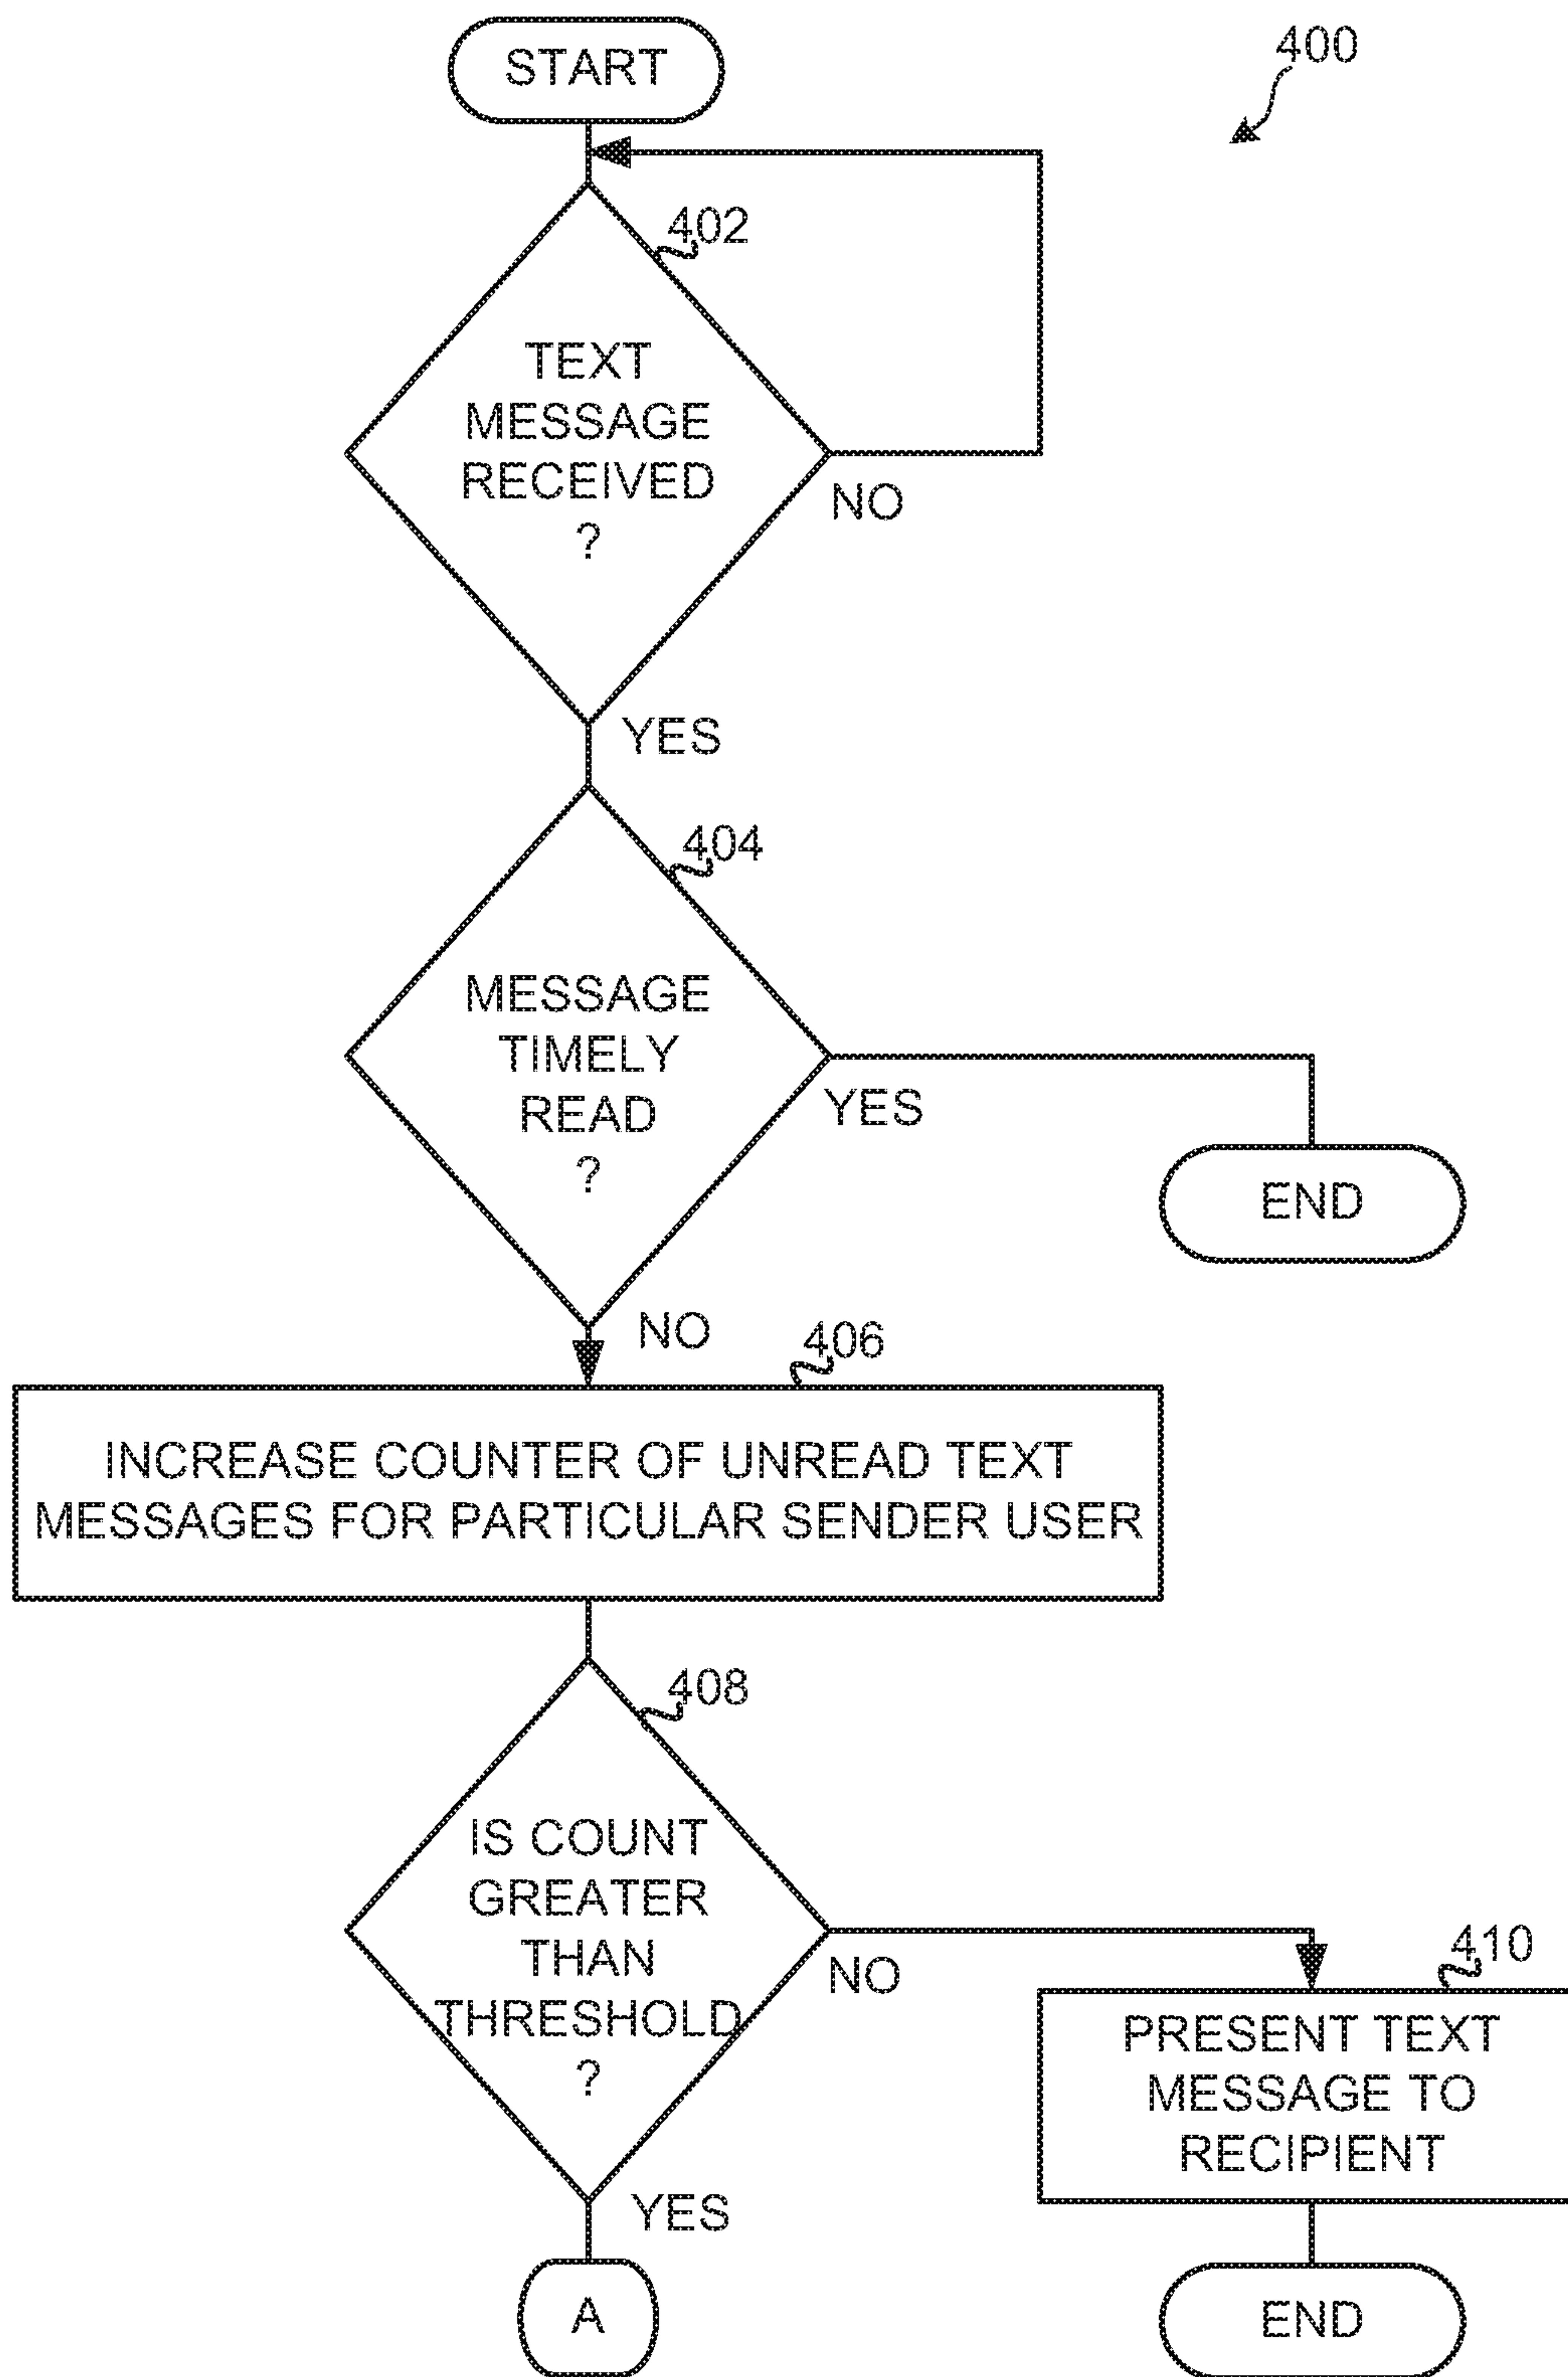 START
400
402
TEXT
MESSAGE
RECEIVED
?
NO
YES
404
MESSAGE
TIMELY
READ
?
YES
END
NO
406
INCREASE COUNTER OF UNREAD TEXT
MESSAGES FOR PARTICULAR SENDER USER
408
IS COUNT
GREATER
THAN
THRESHOLD
?
NO
410
PRESENT TEXT
MESSAGE TO
RECIPIENT
YES
A
END